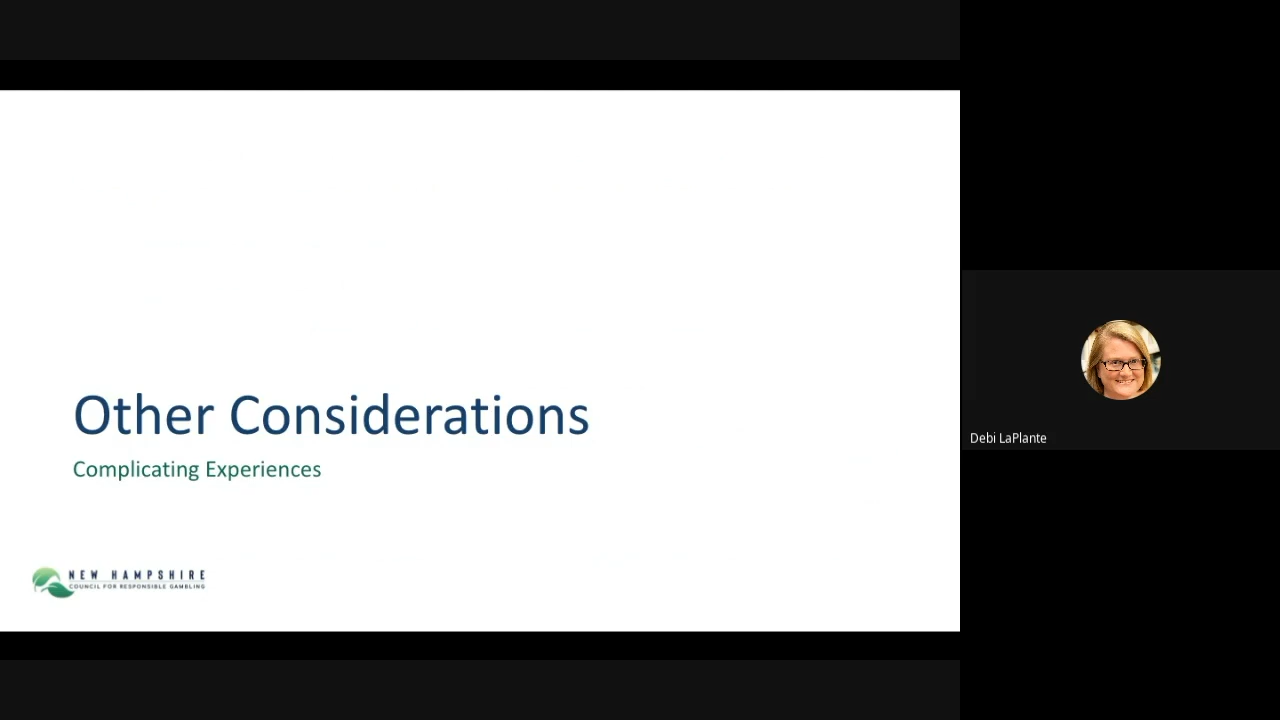 Other Considerations
Complicating Experiences
NEW HAMPSHIRE
COUNCIL FOR RESPONSIBLE GAMBLING
Debi LaPlante